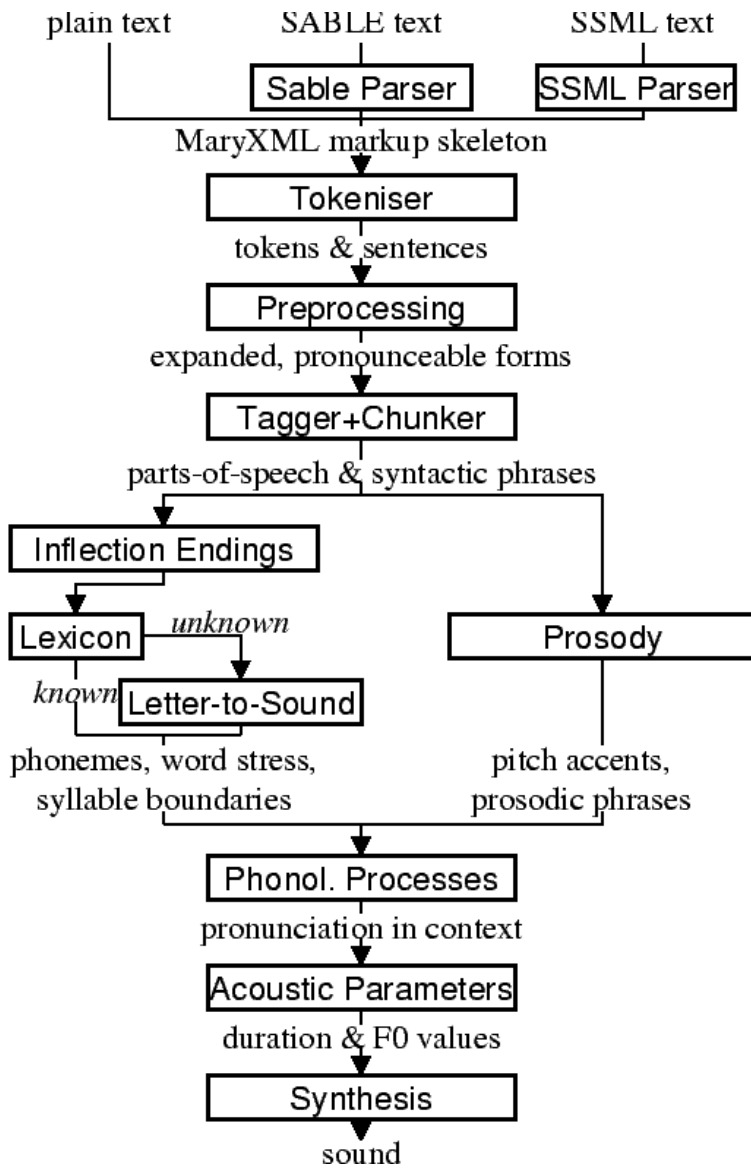 plain text SABLE text SSML text
Sable Parser SSML Parser
MaryXML markup skeleton
Tokeniser
tokens & sentences
Preprocessing
expanded, pronounceable forms
Tagger+Chunker
parts-of-speech & syntactic phrases
Inflection Endings
Lexicon
unknown
Prosody
known
Letter-to-Sound
phonemes, word stress,
syllable boundaries
pitch accents,
prosodic phrases
Phonol. Processes
pronunciation in context
Acoustic Parameters
duration & F0 values
Synthesis
sound